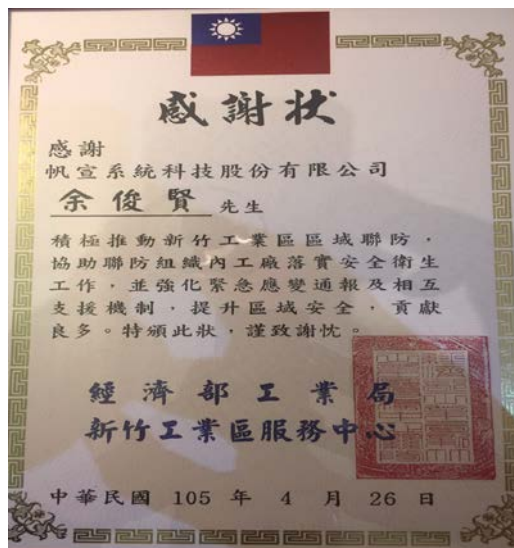 感謝狀
感謝
帆宣系統科技股份有限公司
余俊賢 先生
積極推動新竹工業區區域聯防，
協助聯防組織內工廠落實安全衛生
工作，並強化緊急應變通報及相互
支援機制，提升區域安全，貢獻
良多。特頒此狀，謹致謝忱。
經濟部工業局
新竹工業區服務中心
中華民國 105 年 4 月 26 日